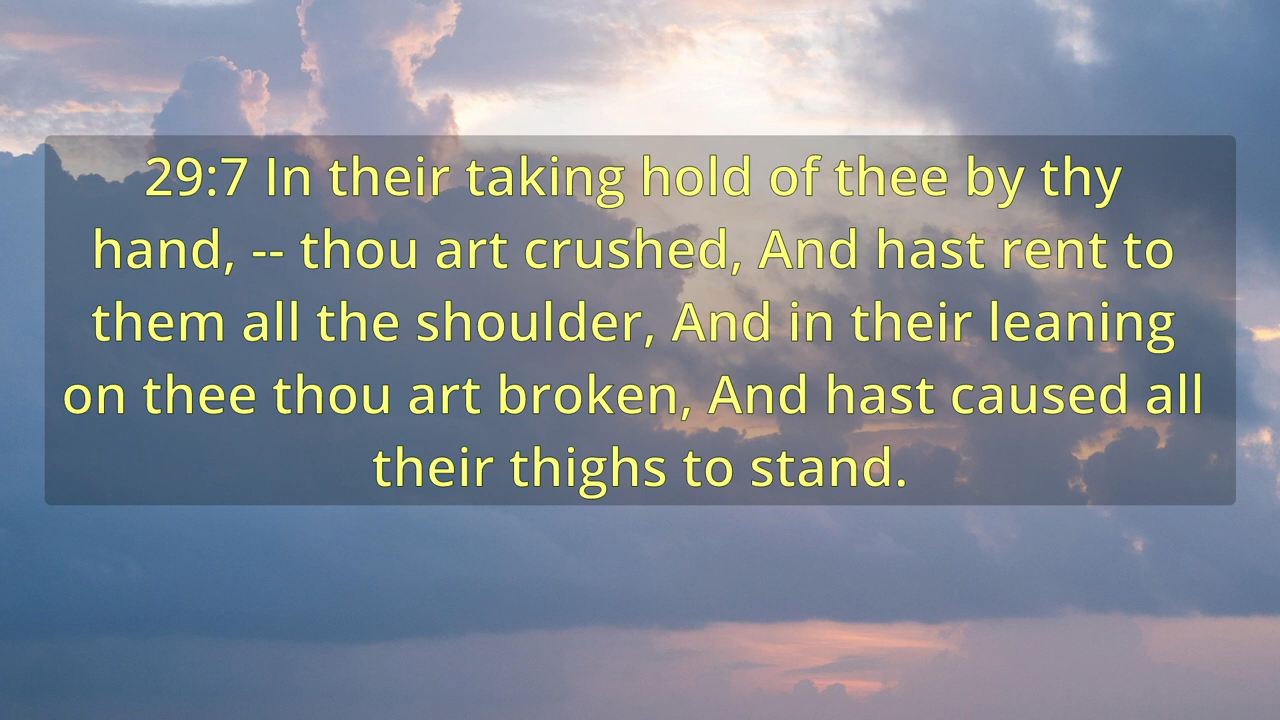 29:7 In their taking hold of thee by thy
hand, -- thou art crushed, And hast rent to
them all the shoulder, And in their leaning
on thee thou art broken, And hast caused all
their thighs to stand.